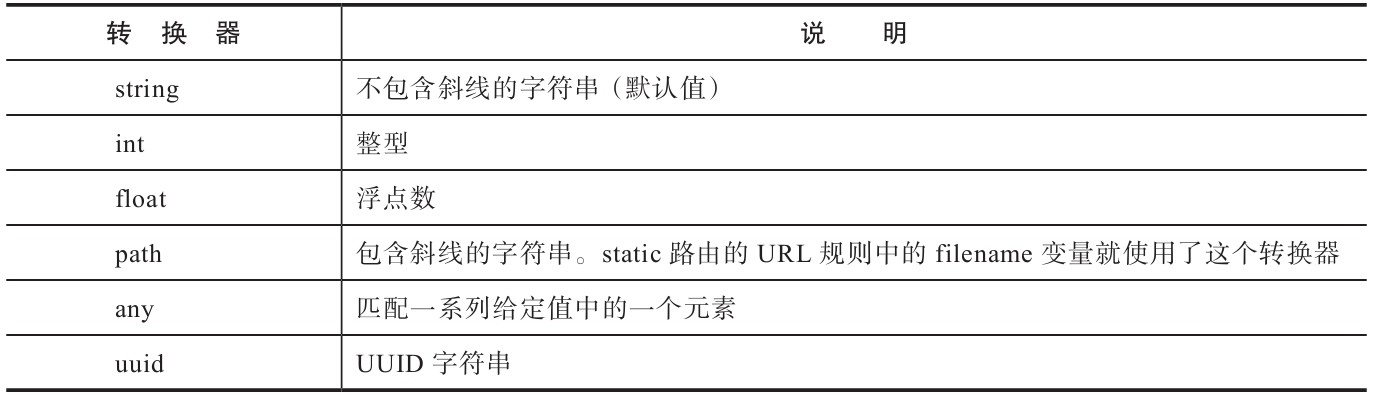 转 换 器 说 明
string 不包含斜线的字符串（默认值）
int 整型
float 浮点数
path 包含斜线的字符串。static 路由的 URL 规则中的 filename 变量就使用了这个转换器
any 匹配一系列给定值中的一个元素
uuid UUID 字符串